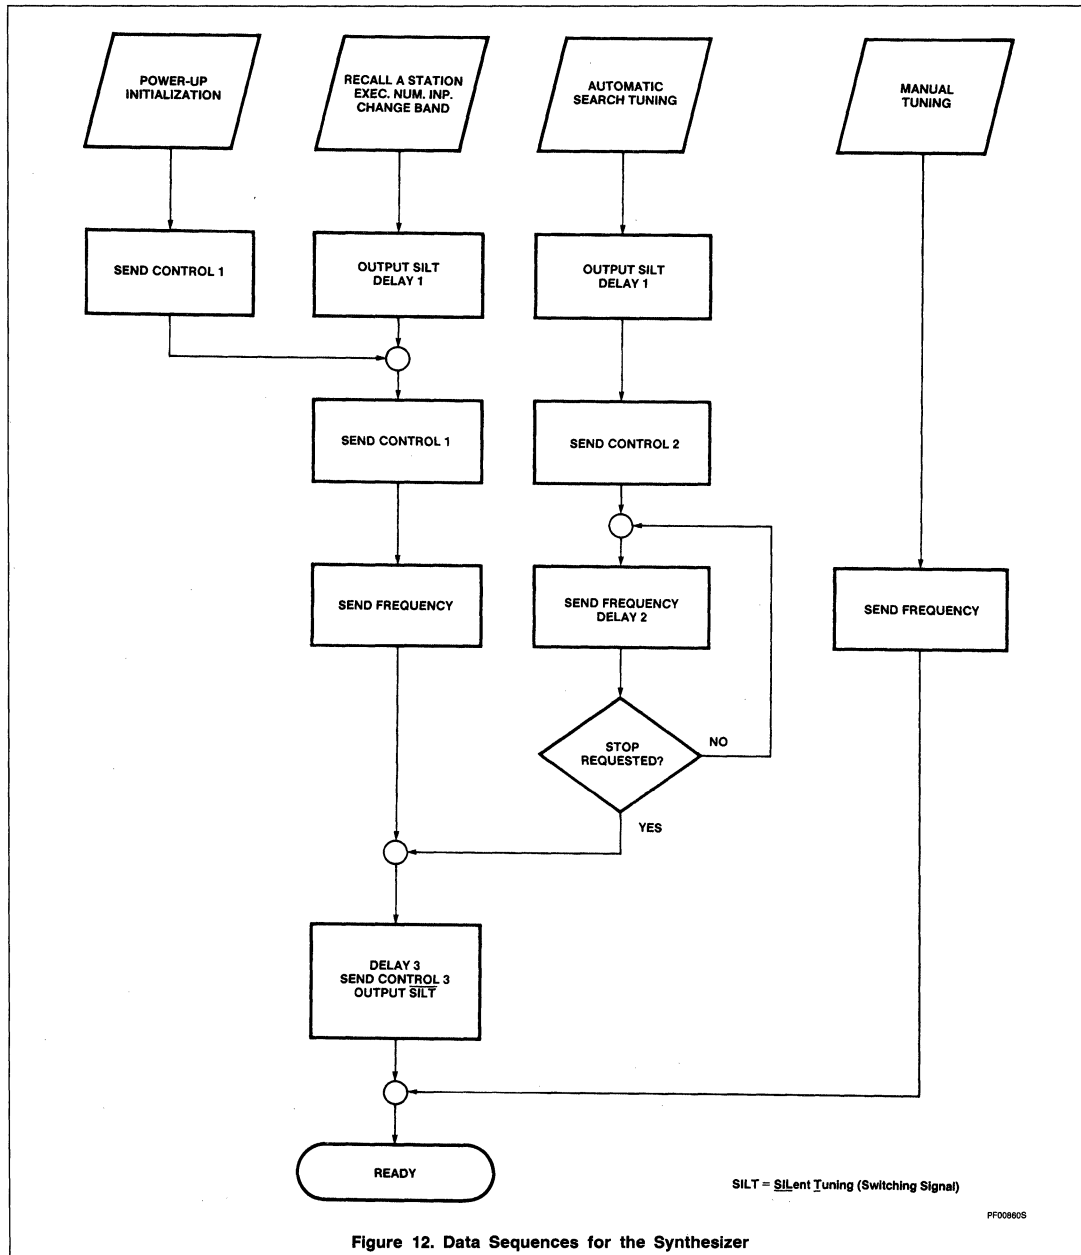 POWER-UP
INITIALIZATION
RECALL A STATION
EXEC. NUM. INP.
CHANGE BAND
AUTOMATIC
SEARCH TUNING
MANUAL
TUNING
SEND CONTROL 1
OUTPUT SILT
DELAY 1
OUTPUT SILT
DELAY 1
SEND CONTROL 1
SEND CONTROL 2
SEND FREQUENCY
SEND FREQUENCY
DELAY 2
SEND FREQUENCY
STOP
REQUESTED?
NO
YES
DELAY 3
SEND CONTROL 3
OUTPUT S̅I̅L̅T̅
READY
SILT = SILent Tuning (Switching Signal)
PF00860S
Figure 12. Data Sequences for the Synthesizer